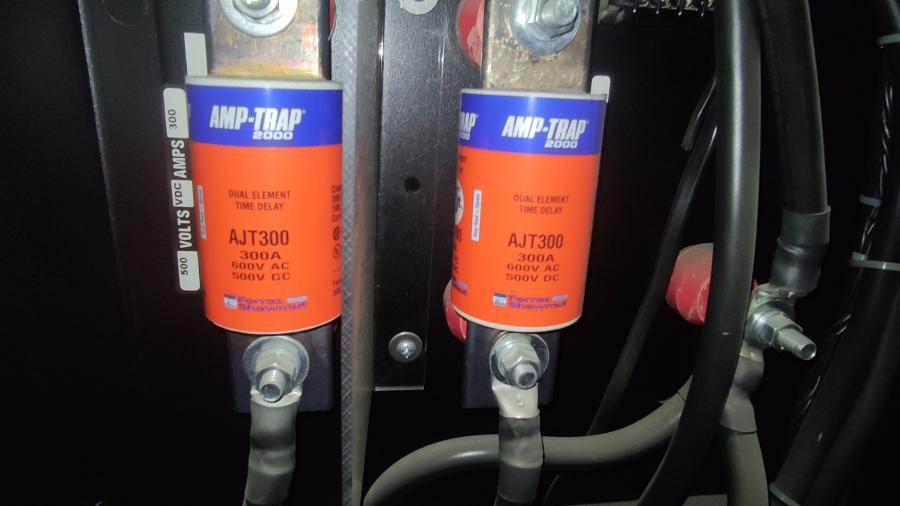 AMP-TRAP®
2000
DUAL ELEMENT
TIME DELAY
AJT300
300A
600V AC
500V DC
Ferraz
Shawmut
500 VOLTS VDC AMPS 300
AMP-TRAP®
2000
DUAL ELEMENT
TIME DELAY
AJT300
300A
600V AC
500V DC
Ferraz
Shawmut